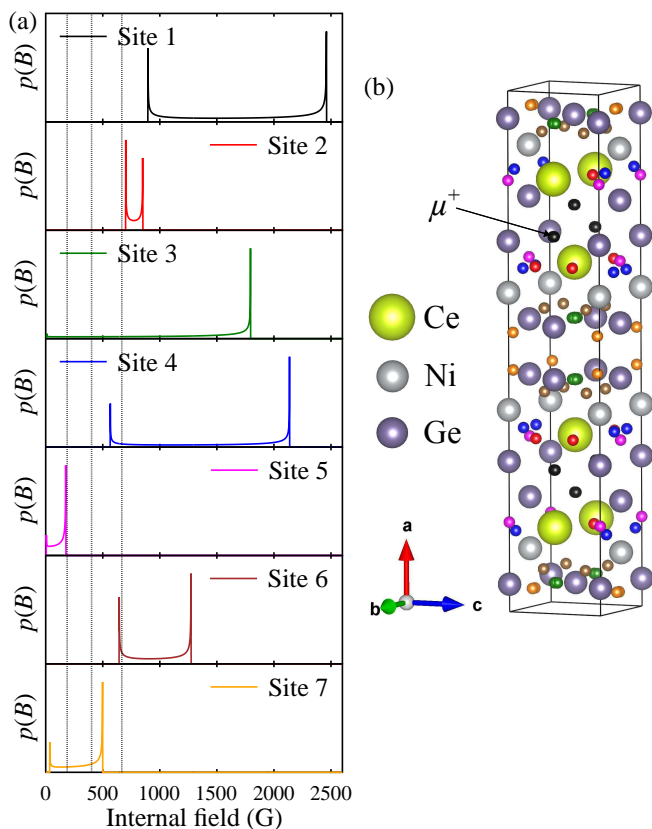 (a)
Site 1
p(B)
Site 2
p(B)
Site 3
p(B)
Site 4
p(B)
Site 5
p(B)
Site 6
p(B)
Site 7
p(B)
0 500 1000 1500 2000 2500
Internal field (G)
(b)
μ+
Ce
Ni
Ge
a
b
c